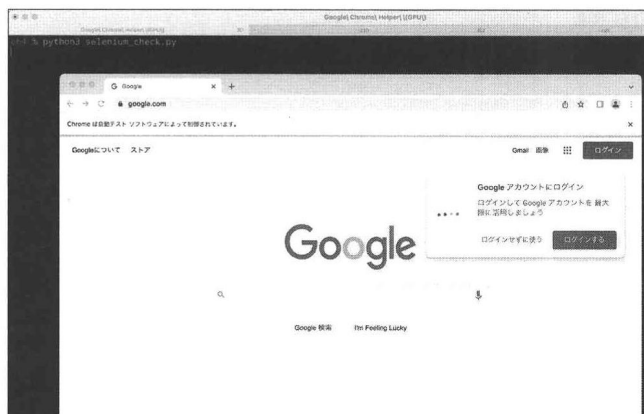 Google\ Chrome\ Helper\ \(GPU\)
% python3 selenium_check.py
G Google × +
google.com
Chrome は自動テスト ソフトウェアによって制御されています。 ×
Googleについて ストア Gmail 画像 ログイン
Google アカウントにログイン
ログインして Google アカウントを 最大
限に活用しましょう
ログインせずに使う ログインする
Google
Google 検索 I'm Feeling Lucky